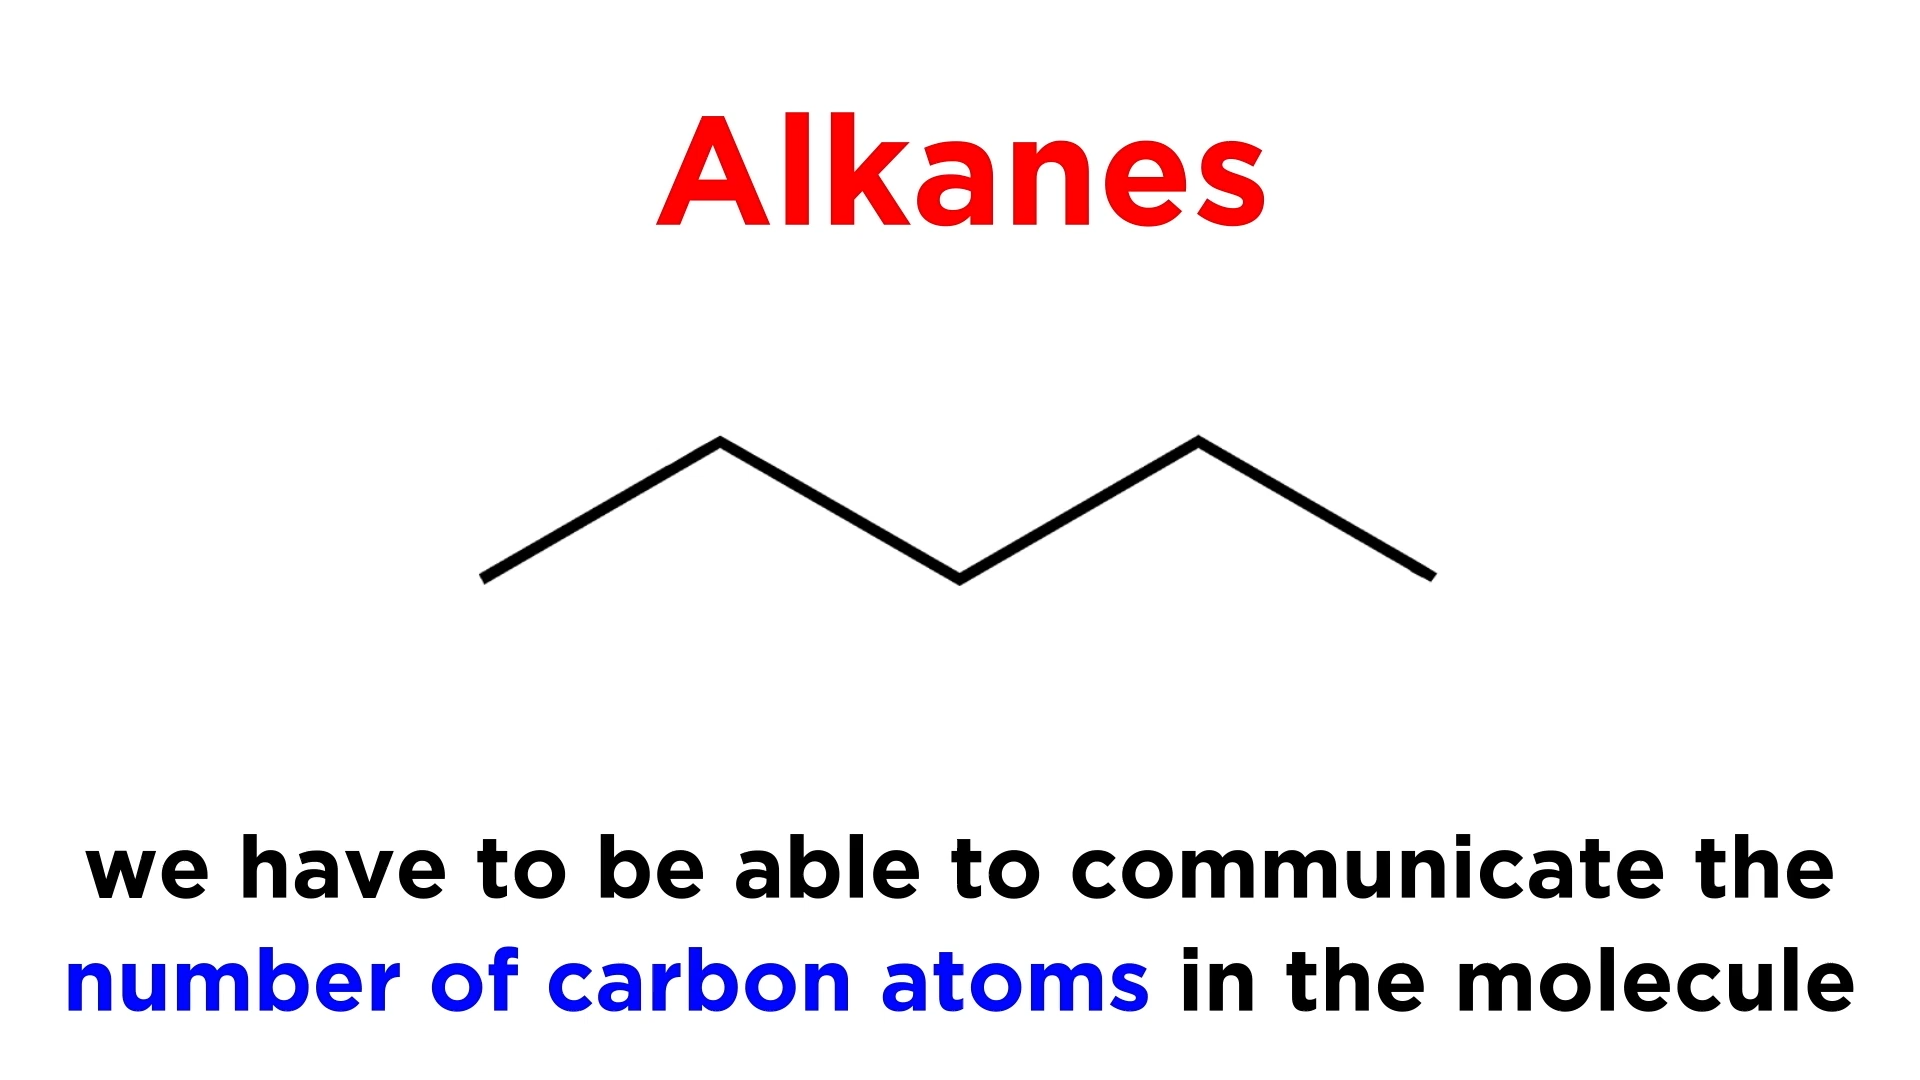 Alkanes
we have to be able to communicate the
number of carbon atoms in the molecule